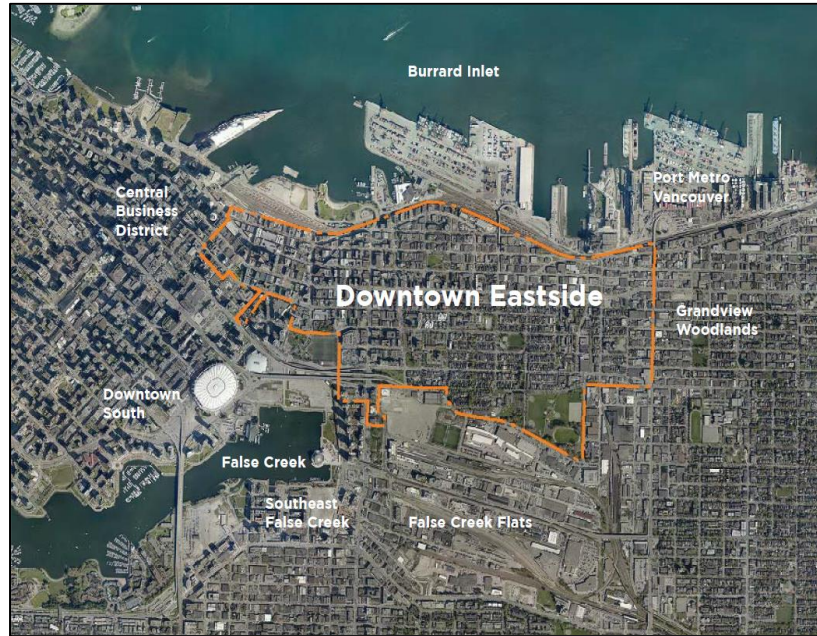 Burrard Inlet
Central
Business
District
Port Metro
Vancouver
Downtown Eastside
Grandview
Woodlands
Downtown
South
False Creek
Southeast
False Creek
False Creek Flats